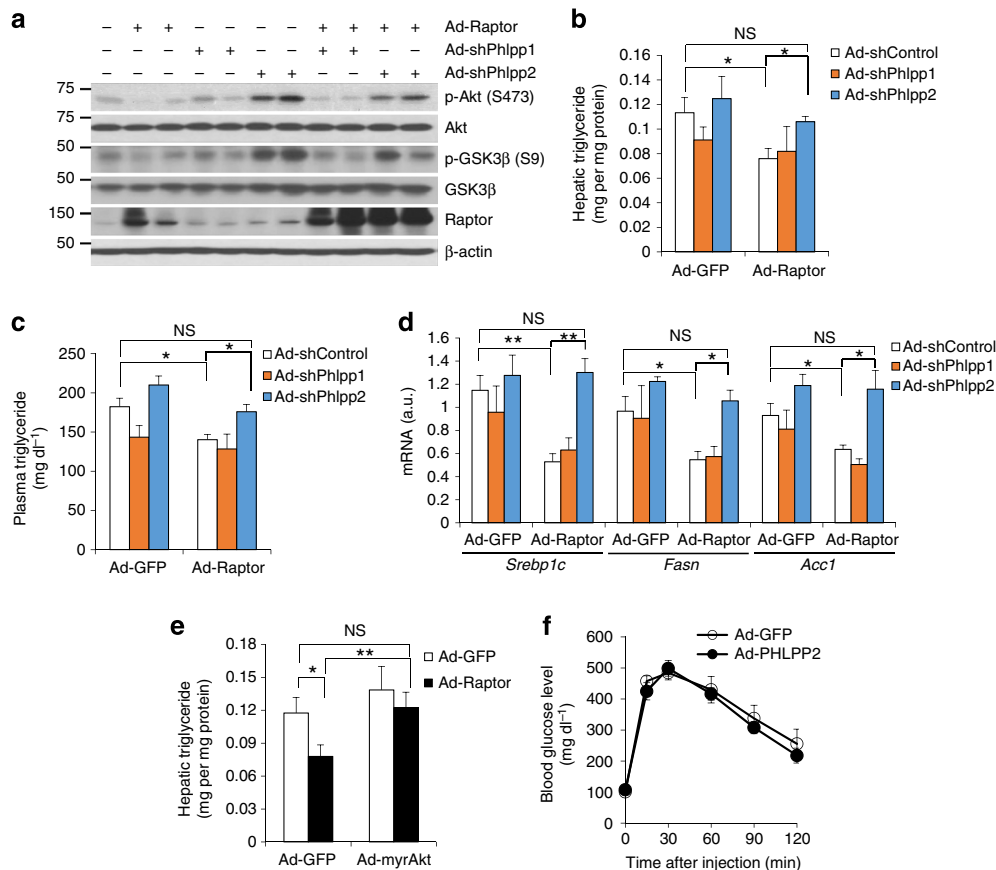 a
– + + – – – – + + + + Ad-Raptor
– – – + + – – + + – – Ad-shPhlpp1
– – – – – + + – – + + Ad-shPhlpp2
75 p-Akt (S473)
75 Akt
50 p-GSK3β (S9)
50 GSK3β
150 Raptor
50 β-actin
b
Hepatic triglyceride
(mg per mg protein)
0.16
0.14
0.12
0.10
0.08
0.06
0.04
0.02
0
NS
* *
Ad-shControl
Ad-shPhlpp1
Ad-shPhlpp2
Ad-GFP Ad-Raptor
c
Plasma triglyceride
(mg dl–1)
250
200
150
100
50
0
NS
* *
Ad-shControl
Ad-shPhlpp1
Ad-shPhlpp2
Ad-GFP Ad-Raptor
d
mRNA (a.u.)
1.6
1.4
1.2
1
0.8
0.6
0.4
0.2
0
NS NS NS
** ** * * * *
Ad-shControl
Ad-shPhlpp1
Ad-shPhlpp2
Ad-GFP Ad-Raptor Ad-GFP Ad-Raptor Ad-GFP Ad-Raptor
Srebp1c Fasn Acc1
e
Hepatic triglyceride
(mg per mg protein)
0.18
0.15
0.12
0.09
0.06
0.03
0
NS
* **
Ad-GFP
Ad-Raptor
Ad-GFP Ad-myrAkt
f
Blood glucose level
(mg dl–1)
600
500
400
300
200
100
0
Ad-GFP
Ad-PHLPP2
0 30 60 90 120
Time after injection (min)